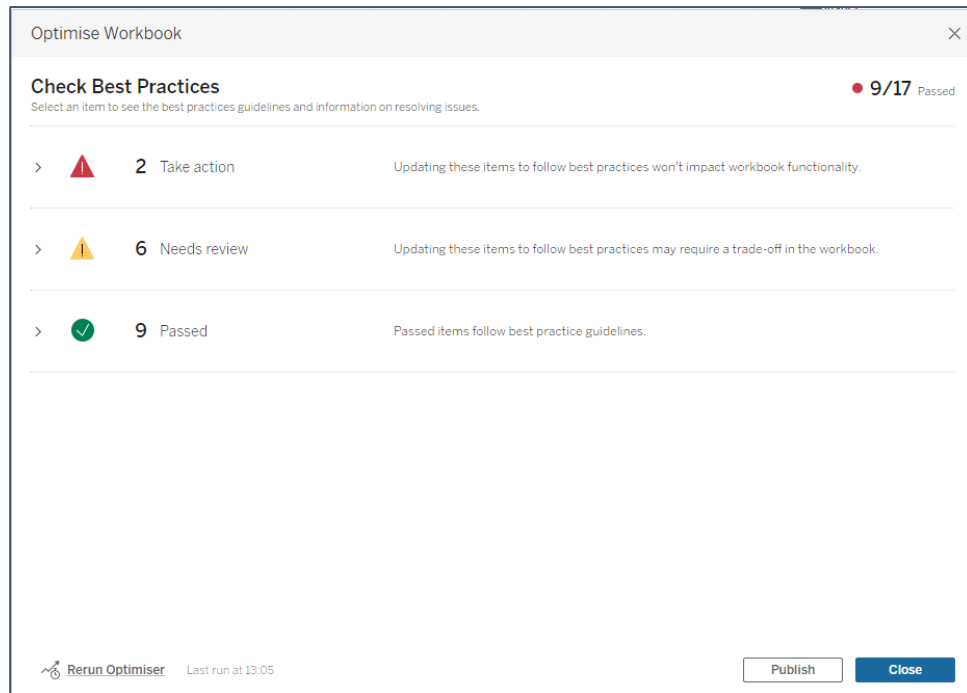 Optimise Workbook
Check Best Practices
9/17 Passed
Select an item to see the best practices guidelines and information on resolving issues.
2 Take action Updating these items to follow best practices won't impact workbook functionality.
6 Needs review Updating these items to follow best practices may require a trade-off in the workbook.
9 Passed Passed items follow best practice guidelines.
Rerun Optimiser Last run at 13:05 Publish Close